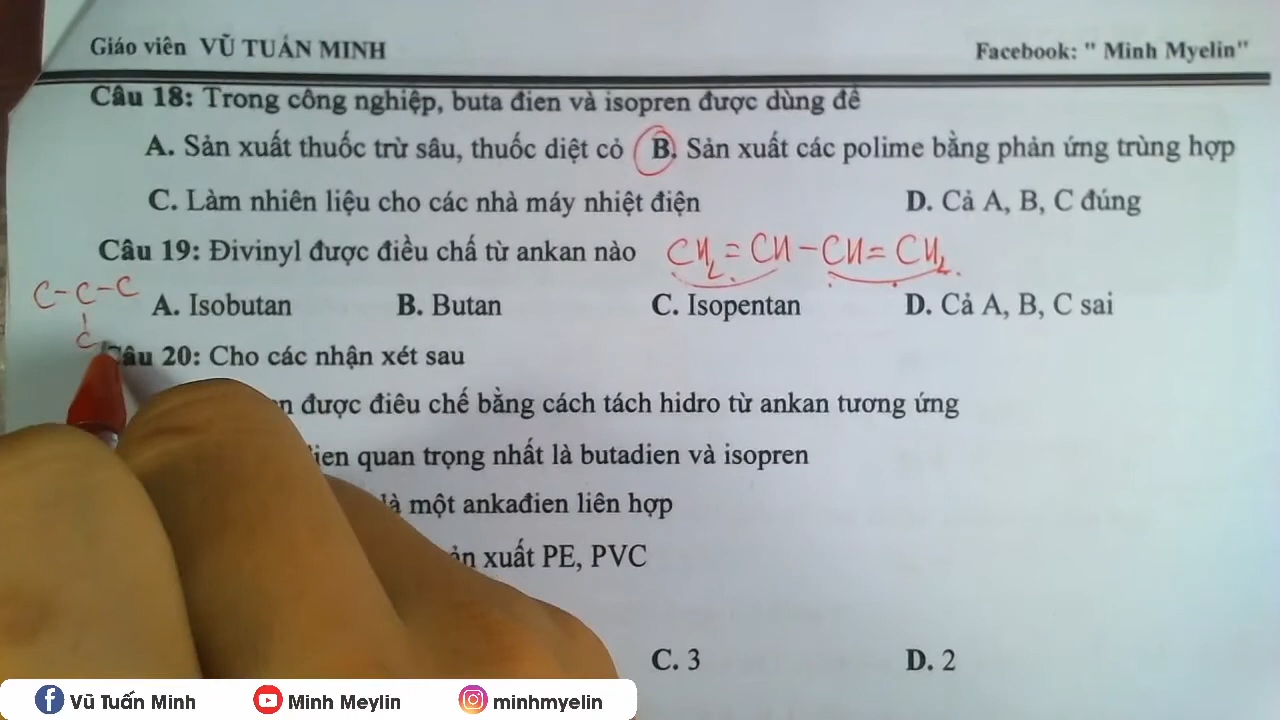 Giáo viên VŨ TUẤN MINH Facebook: " Minh Myelin"
Câu 18: Trong công nghiệp, buta đien và isopren được dùng để
A. Sản xuất thuốc trừ sâu, thuốc diệt cỏ B. Sản xuất các polime bằng phản ứng trùng hợp
C. Làm nhiên liệu cho các nhà máy nhiệt điện D. Cả A, B, C đúng
Câu 19: Đivinyl được điều chế từ ankan nào CH2=CH-CH=CH2
C-C-C
A. Isobutan B. Butan C. Isopentan D. Cả A, B, C sai
C
Câu 20: Cho các nhận xét sau
được điêu chế bằng cách tách hidro từ ankan tương ứng
quan trọng nhất là butadien và isopren
là một ankađien liên hợp
xuất PE, PVC
C. 3 D. 2
Vũ Tuấn Minh Minh Meylin minhmyelin